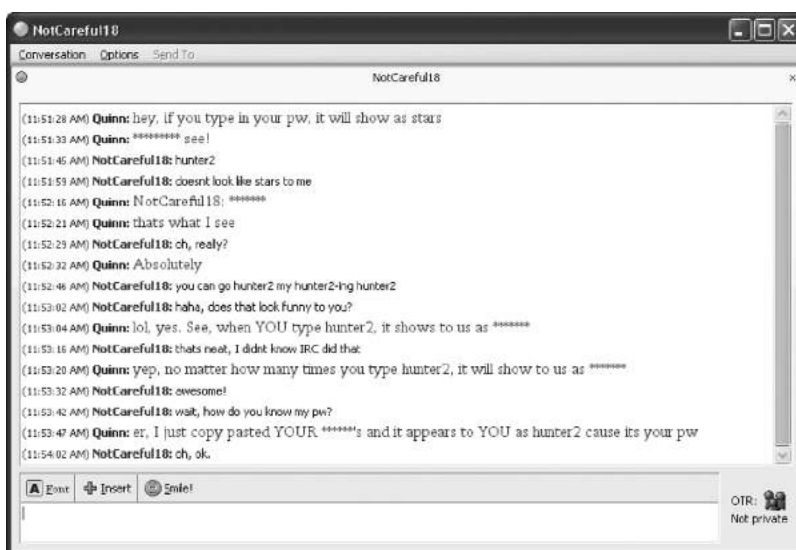 NotCareful18
Conversation Options Send To
NotCareful18
(11:51:28 AM) Quinn: hey, if you type in your pw, it will show as stars
(11:51:33 AM) Quinn: ********* see!
(11:51:45 AM) NotCareful18: hunter2
(11:51:59 AM) NotCareful18: doesnt look like stars to me
(11:52:16 AM) Quinn: NotCareful18: *******
(11:52:21 AM) Quinn: thats what I see
(11:52:29 AM) NotCareful18: oh, really?
(11:52:32 AM) Quinn: Absolutely
(11:52:46 AM) NotCareful18: you can go hunter2 my hunter2-ing hunter2
(11:53:02 AM) NotCareful18: haha, does that look funny to you?
(11:53:04 AM) Quinn: lol, yes. See, when YOU type hunter2, it shows to us as *******
(11:53:16 AM) NotCareful18: thats neat, I didnt know IRC did that
(11:53:20 AM) Quinn: yep, no matter how many times you type hunter2, it will show to us as *******
(11:53:32 AM) NotCareful18: awesome!
(11:53:42 AM) NotCareful18: wait, how do you know my pw?
(11:53:47 AM) Quinn: er, I just copy pasted YOUR ******'s and it appears to YOU as hunter2 cause its your pw
(11:54:02 AM) NotCareful18: oh, ok.
A Font Insert Smile!
OTR:
Not private